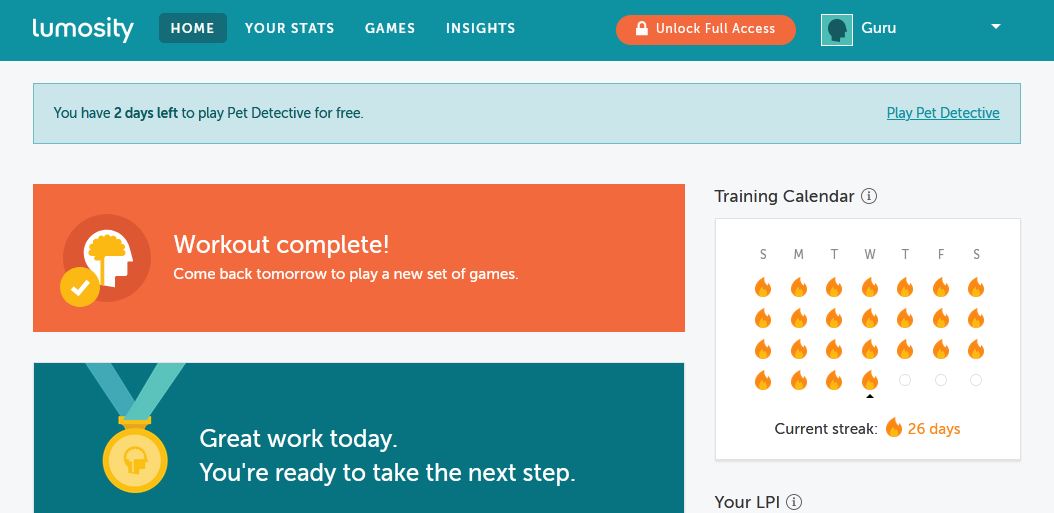 lumosity HOME YOUR STATS GAMES INSIGHTS Unlock Full Access Guru
You have 2 days left to play Pet Detective for free. Play Pet Detective
Workout complete!
Come back tomorrow to play a new set of games.
Great work today.
You're ready to take the next step.
Training Calendar
S M T W T F S
Current streak: 26 days
Your LPI